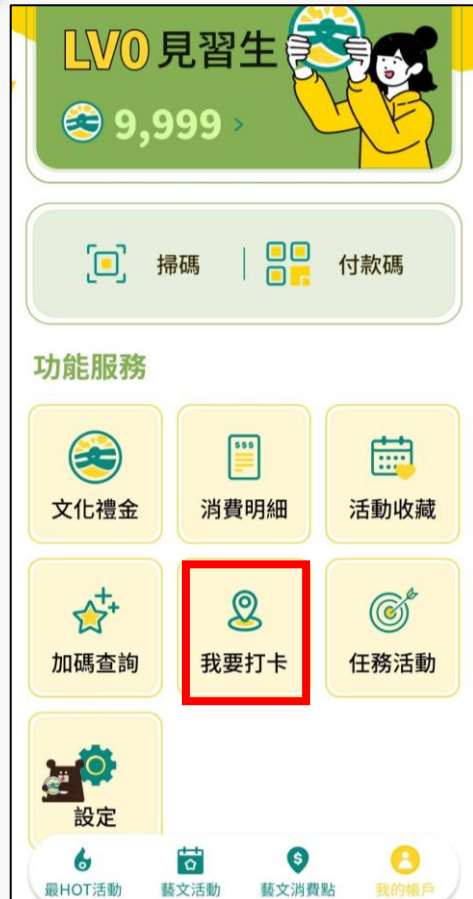 LV0 見習生
9,999 >
掃碼
付款碼
功能服務
文化禮金
$$$
消費明細
活動收藏
加碼查詢
我要打卡
任務活動
設定
$
最HOT活動
藝文活動
藝文消費點
我的帳戶